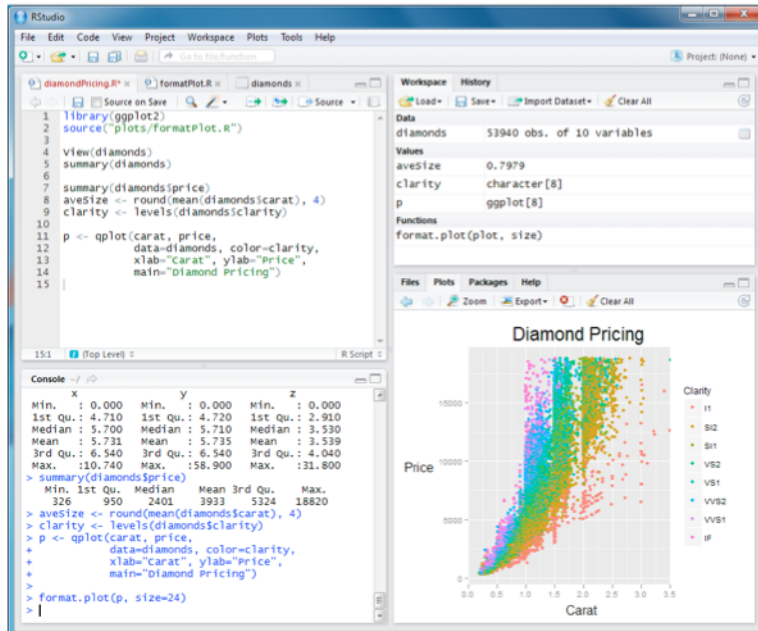 RStudio
File Edit Code View Project Workspace Plots Tools Help
Go to file/function
Project: (None)
diamondPricing.R* formatPlot.R diamonds
Source on Save Source
1 library(ggplot2)
2 source("plots/formatPlot.R")
3
4 View(diamonds)
5 summary(diamonds)
6
7 summary(diamonds$price)
8 aveSize <- round(mean(diamonds$carat), 4)
9 clarity <- levels(diamonds$clarity)
10
11 p <- qplot(carat, price,
12 data=diamonds, color=clarity,
13 xlab="Carat", ylab="Price",
14 main="Diamond Pricing")
15
15:1 (Top Level) R Script
Console ~/
x y z
Min. : 0.000 Min. : 0.000 Min. : 0.000
1st Qu.: 4.710 1st Qu.: 4.720 1st Qu.: 2.910
Median : 5.700 Median : 5.710 Median : 3.530
Mean : 5.731 Mean : 5.735 Mean : 3.539
3rd Qu.: 6.540 3rd Qu.: 6.540 3rd Qu.: 4.040
Max. :10.740 Max. :58.900 Max. :31.800
> summary(diamonds$price)
Min. 1st Qu. Median Mean 3rd Qu. Max.
326 950 2401 3933 5324 18820
> aveSize <- round(mean(diamonds$carat), 4)
> clarity <- levels(diamonds$clarity)
> p <- qplot(carat, price,
+ data=diamonds, color=clarity,
+ xlab="Carat", ylab="Price",
+ main="Diamond Pricing")
>
> format.plot(p, size=24)
>
Workspace History
Load Save Import Dataset Clear All
Data
diamonds 53940 obs. of 10 variables
Values
aveSize 0.7979
clarity character[8]
p ggplot[8]
Functions
format.plot(plot, size)
Files Plots Packages Help
Zoom Export Clear All
Diamond Pricing
Price
15000
10000
5000
0
0.0 0.5 1.0 1.5 2.0 2.5 3.0 3.5
Carat
Clarity
I1
SI2
SI1
VS2
VS1
VVS2
VVS1
IF